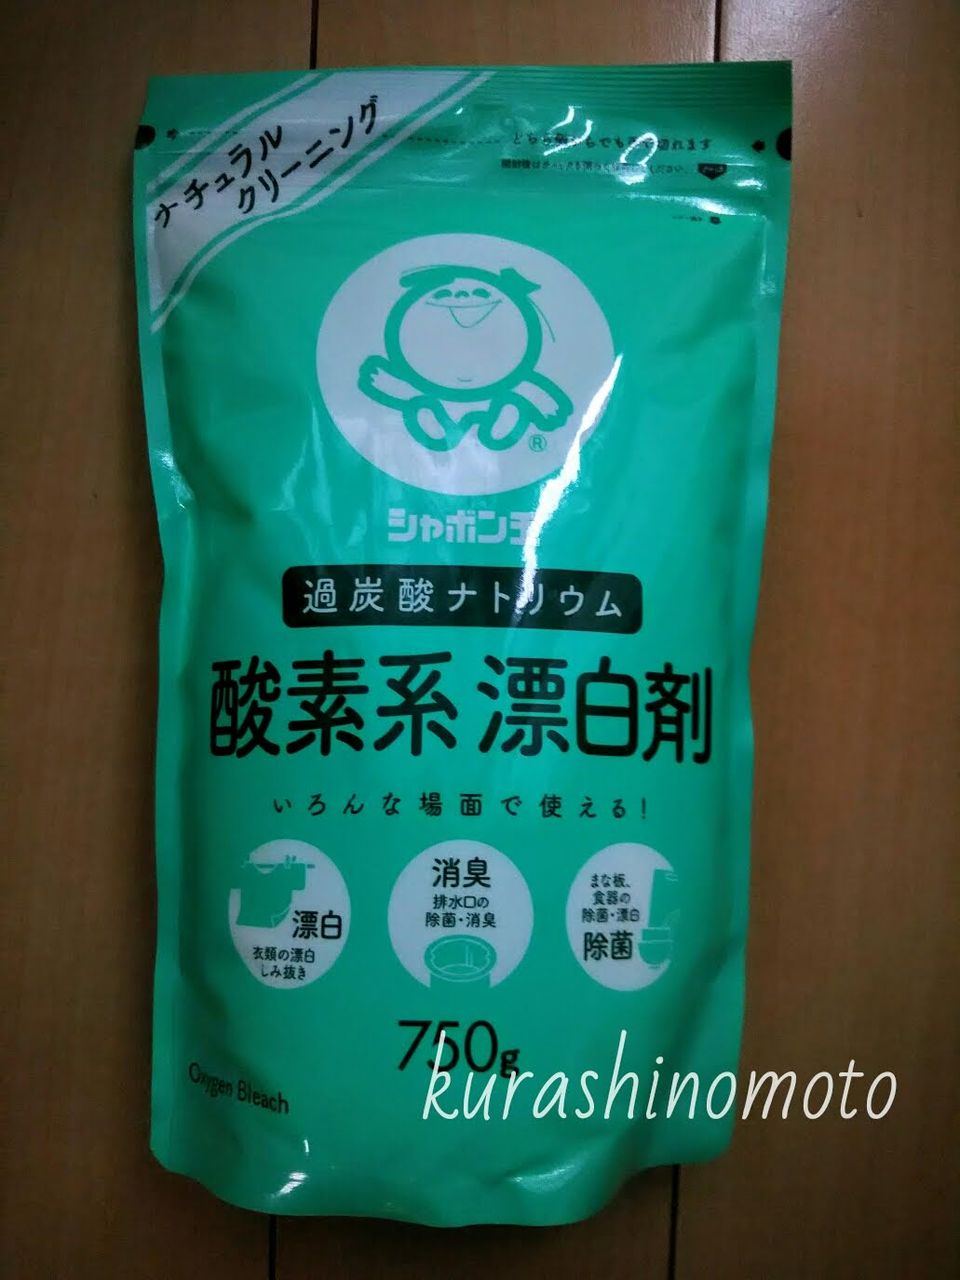 ナチュラル
クリーニング
シャボン玉
®
過炭酸ナトリウム
酸素系 漂白剤
いろんな場面で使える!
漂白
衣類の漂白
しみ抜き
消臭
排水口の
除菌・消臭
まな板、
食器の
除菌・漂白
除菌
750g
Oxygen Bleach
kurashinomoto